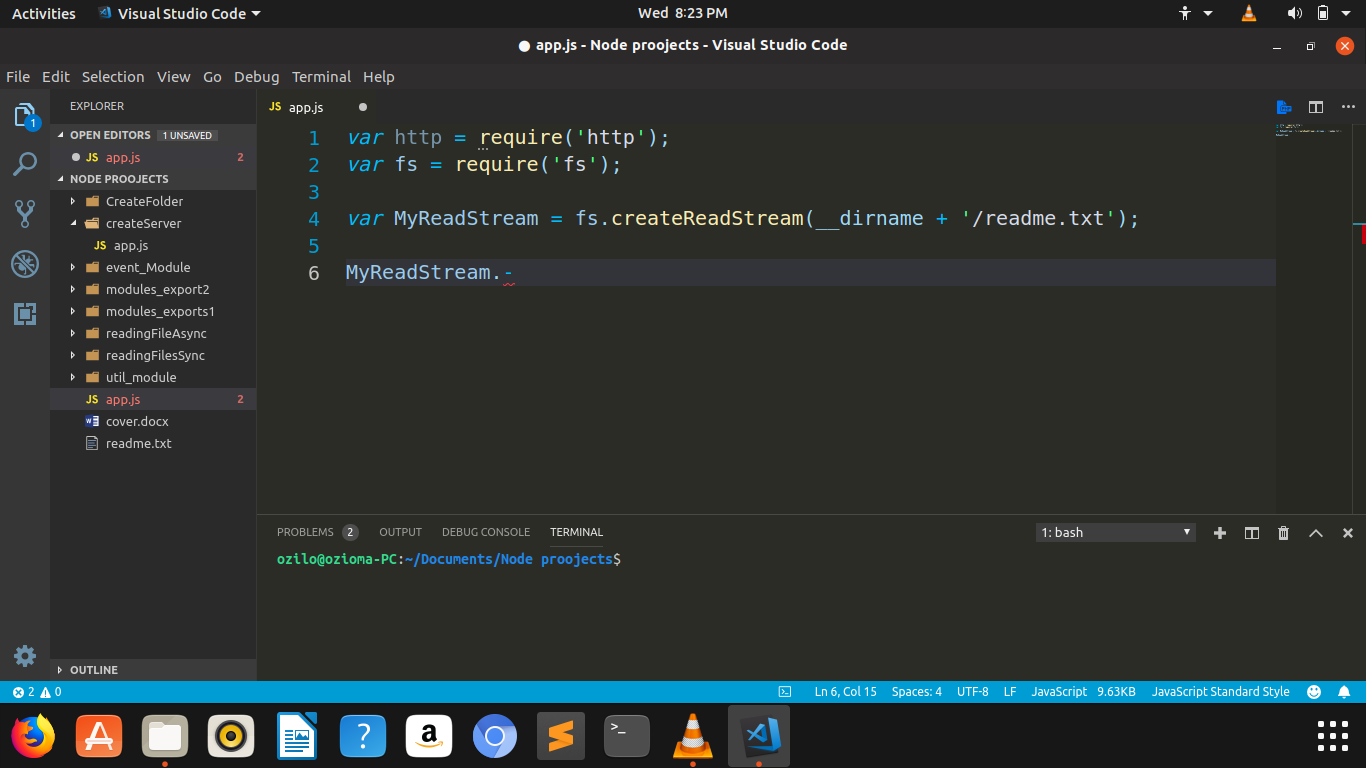 Activities Visual Studio Code Wed 8:23 PM
app.js - Node proojects - Visual Studio Code
File Edit Selection View Go Debug Terminal Help
EXPLORER
OPEN EDITORS 1 UNSAVED
JS app.js 2
NODE PROOJECTS
CreateFolder
createServer
JS app.js
event_Module
modules_export2
modules_exports1
readingFileAsync
readingFilesSync
util_module
JS app.js 2
cover.docx
readme.txt
OUTLINE
1
JS app.js
1 var http = require('http');
2 var fs = require('fs');
3
4 var MyReadStream = fs.createReadStream(__dirname + '/readme.txt');
5
6 MyReadStream.-
PROBLEMS 2 OUTPUT DEBUG CONSOLE TERMINAL 1: bash
ozilo@ozioma-PC:~/Documents/Node proojects$
2 0 Ln 6, Col 15 Spaces: 4 UTF-8 LF JavaScript 9.63KB JavaScript Standard Style